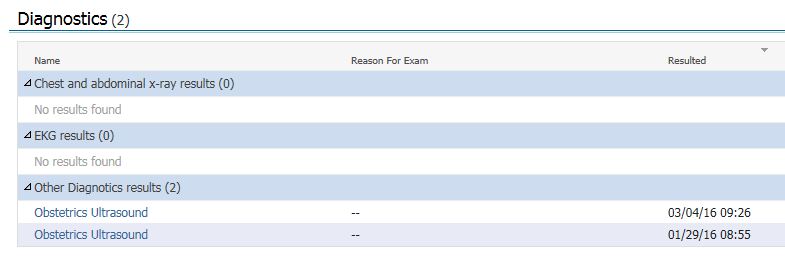 Diagnostics (2)
Name Reason For Exam Resulted
Chest and abdominal x-ray results (0)
No results found
EKG results (0)
No results found
Other Diagnotics results (2)
Obstetrics Ultrasound -- 03/04/16 09:26
Obstetrics Ultrasound -- 01/29/16 08:55